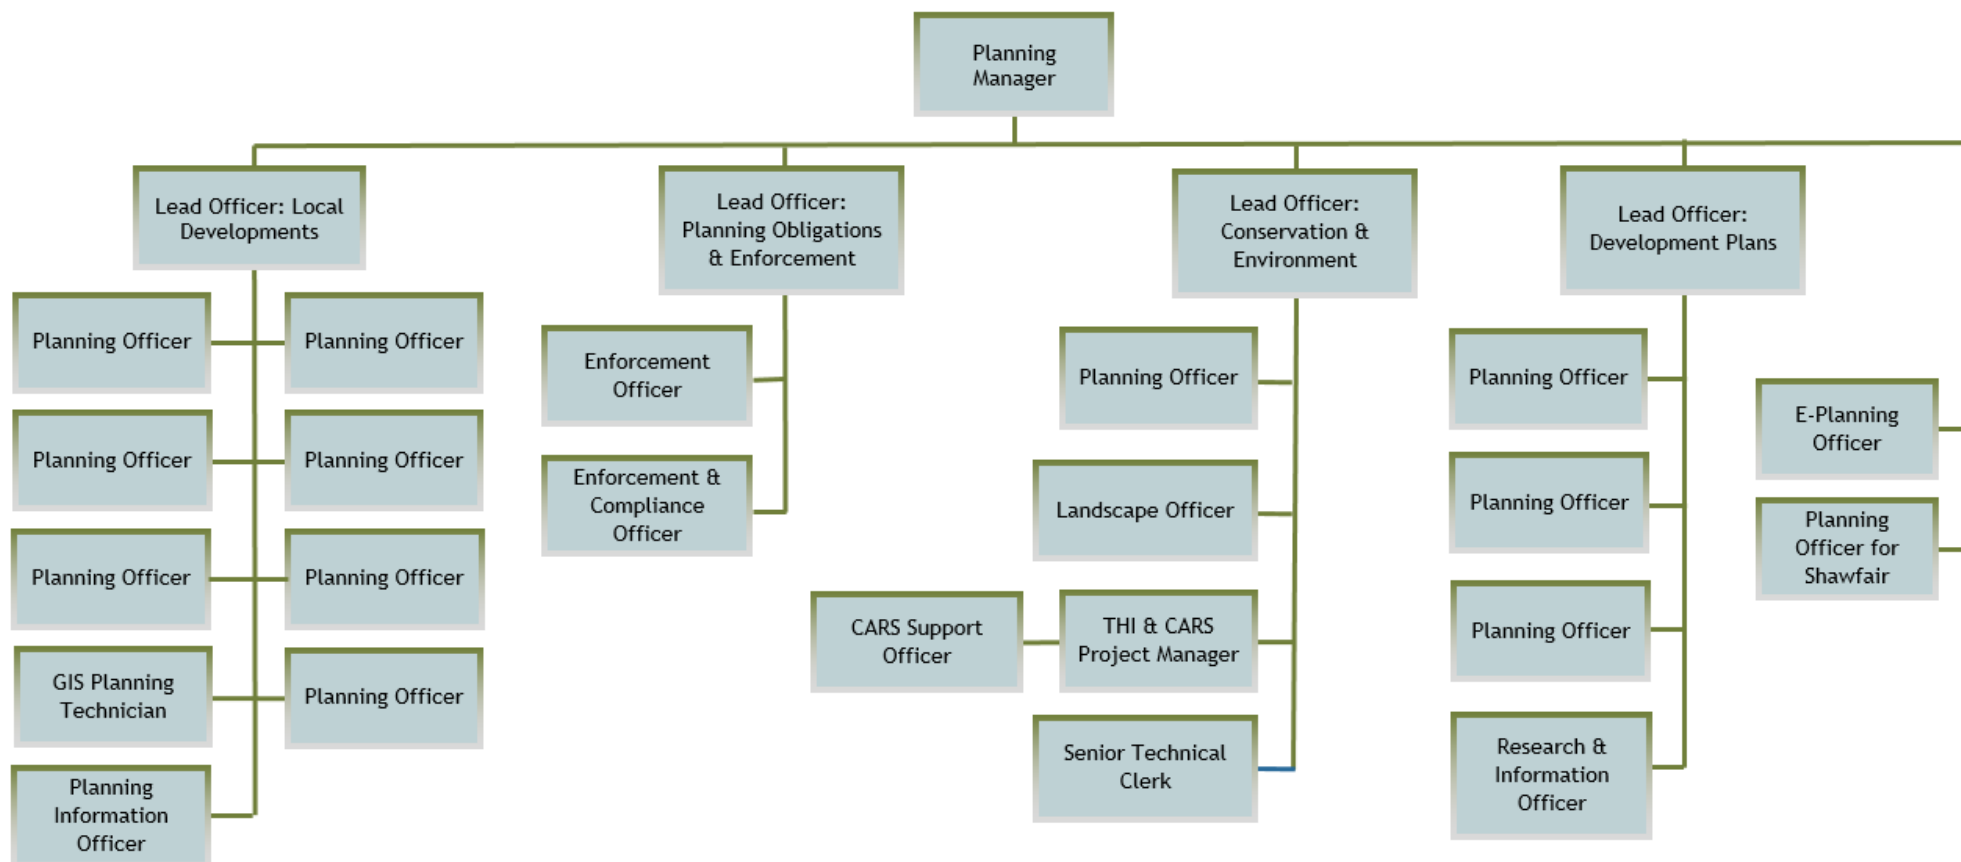 Planning
Manager
Lead Officer: Local
Developments
Planning Officer
Planning Officer
Planning Officer
Planning Officer
Planning Officer
Planning Officer
GIS Planning
Technician
Planning Officer
Planning
Information
Officer
Lead Officer:
Planning Obligations
& Enforcement
Enforcement
Officer
Enforcement &
Compliance
Officer
Lead Officer:
Conservation &
Environment
Planning Officer
Landscape Officer
CARS Support
Officer
THI & CARS
Project Manager
Senior Technical
Clerk
Lead Officer:
Development Plans
Planning Officer
Planning Officer
Planning Officer
Research &
Information
Officer
E-Planning
Officer
Planning
Officer for
Shawfair